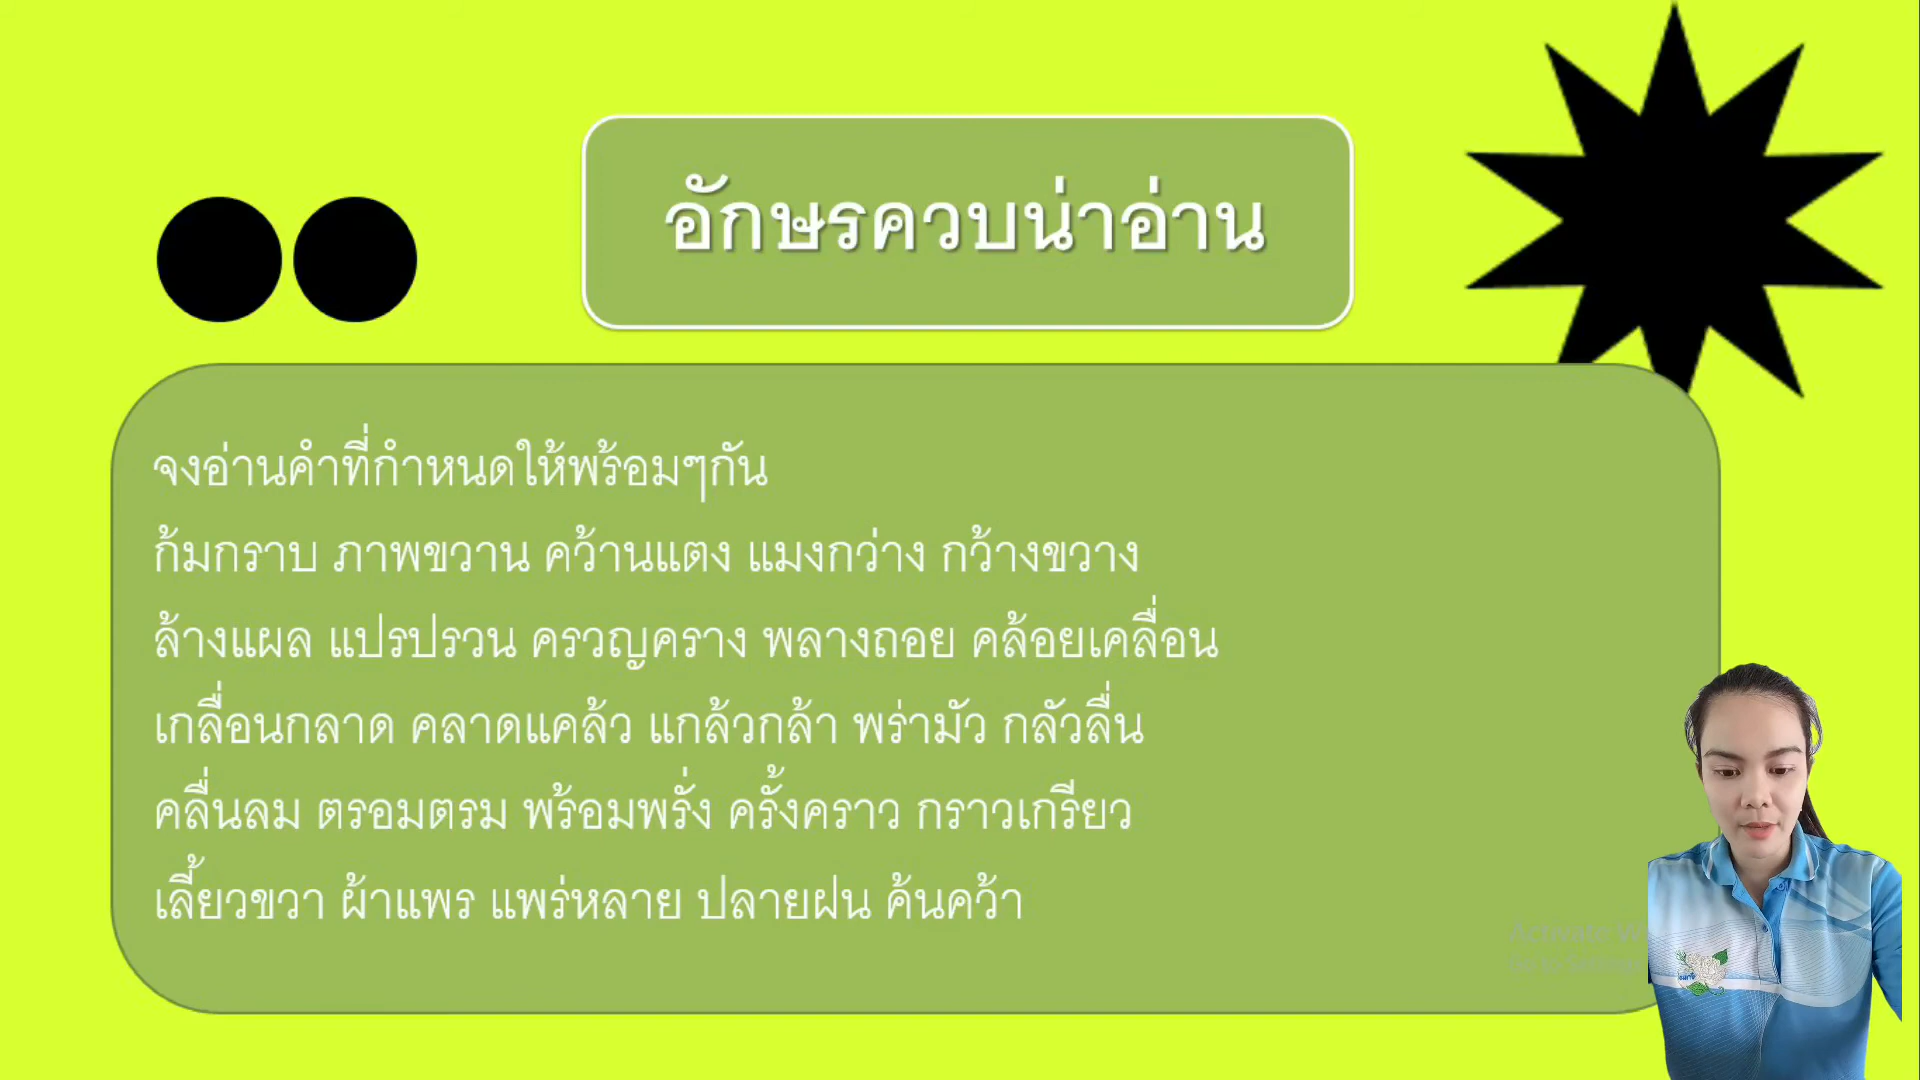 อักษรควบน่าอ่าน
จงอ่านคำที่กำหนดให้พร้อมๆกัน
ก้มกราบ ภาพขวาน คว้านแตง แมงกว่าง กว้างขวาง
ล้างแผล แปรปรวน ครวญคราง พลางถอย คล้อยเคลื่อน
เกลื่อนกลาด คลาดแคล้ว แกล้วกล้า พร่ามัว กลัวลื่น
คลื่นลม ตรอมตรม พร้อมพรั่ง ครั้งคราว กราวเกรียว
เลี้ยวขวา ผ้าแพร แพร่หลาย ปลายฝน ค้นคว้า
Activate